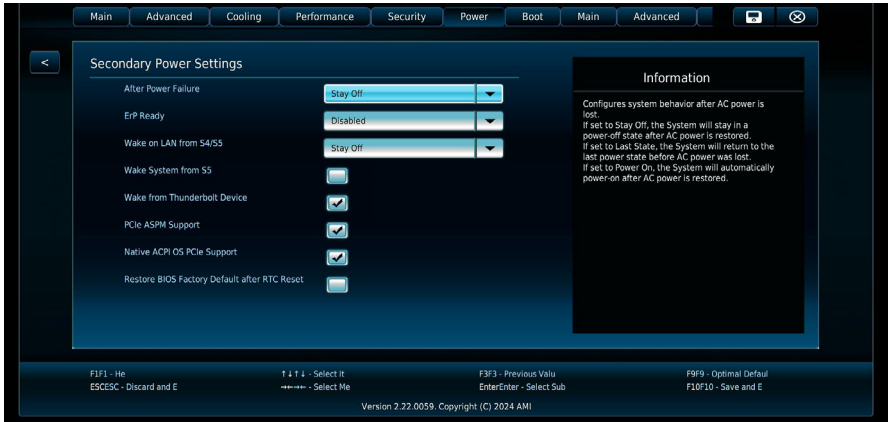 Main Advanced Cooling Performance Security Power Boot Main Advanced
<
Secondary Power Settings
After Power Failure Stay Off
ErP Ready Disabled
Wake on LAN from S4/S5 Stay Off
Wake System from S5
Wake from Thunderbolt Device
PCIe ASPM Support
Native ACPI OS PCIe Support
Restore BIOS Factory Default after RTC Reset
Information
Configures system behavior after AC power is
lost.
If set to Stay Off, the System will stay in a
power-off state after AC power is restored.
If set to Last State, the System will return to the
last power state before AC power was lost.
If set to Power On, the System will automatically
power-on after AC power is restored.
F1F1 - He ↑↓↑↓ - Select It F3F3 - Previous Valu F9F9 - Optimal Defaul
ESCESC - Discard and E →←→← - Select Me EnterEnter - Select Sub F10F10 - Save and E
Version 2.22.0059. Copyright (C) 2024 AMI